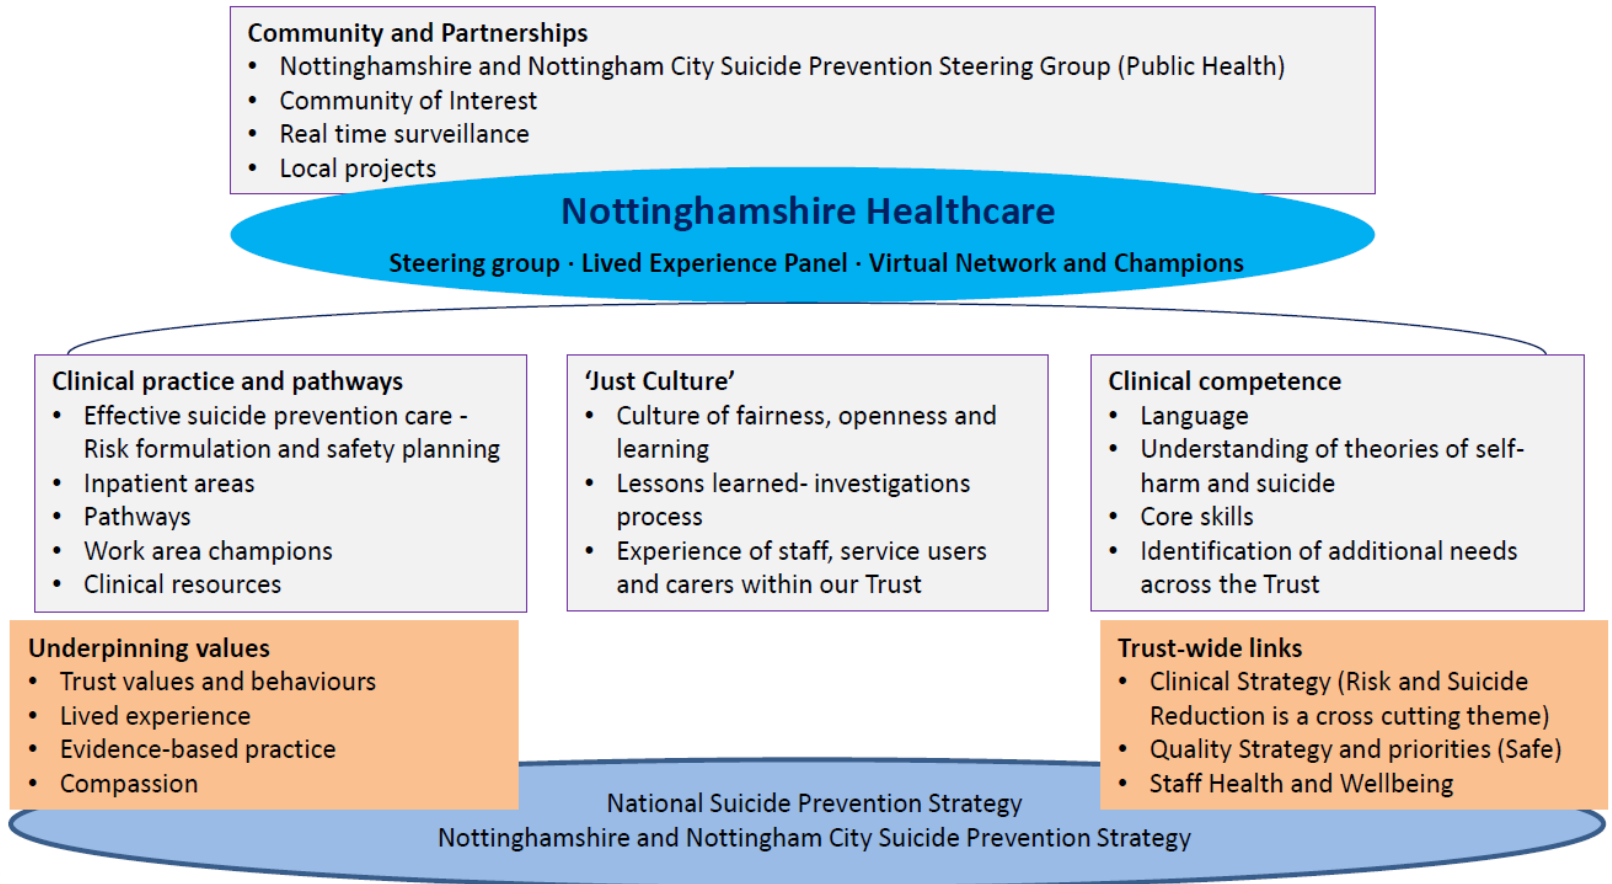 Community and Partnerships
• Nottinghamshire and Nottingham City Suicide Prevention Steering Group (Public Health)
• Community of Interest
• Real time surveillance
• Local projects
Nottinghamshire Healthcare
Steering group · Lived Experience Panel · Virtual Network and Champions
Clinical practice and pathways
• Effective suicide prevention care -
Risk formulation and safety planning
• Inpatient areas
• Pathways
• Work area champions
• Clinical resources
‘Just Culture’
• Culture of fairness, openness and
learning
• Lessons learned- investigations
process
• Experience of staff, service users
and carers within our Trust
Clinical competence
• Language
• Understanding of theories of self-
harm and suicide
• Core skills
• Identification of additional needs
across the Trust
Underpinning values
• Trust values and behaviours
• Lived experience
• Evidence-based practice
• Compassion
Trust-wide links
• Clinical Strategy (Risk and Suicide
Reduction is a cross cutting theme)
• Quality Strategy and priorities (Safe)
• Staff Health and Wellbeing
National Suicide Prevention Strategy
Nottinghamshire and Nottingham City Suicide Prevention Strategy